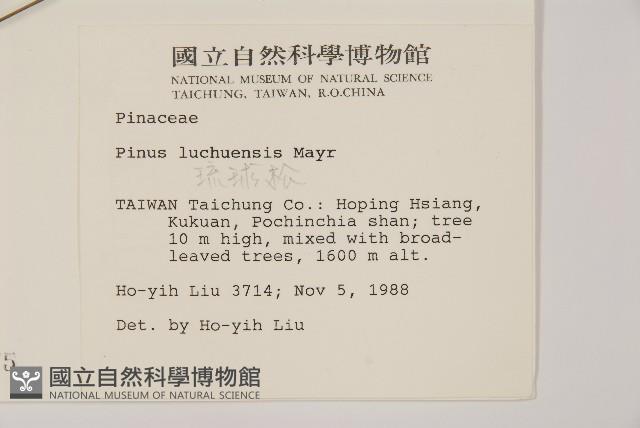 國立自然科學博物館
NATIONAL MUSEUM OF NATURAL SCIENCE
TAICHUNG, TAIWAN, R.O.CHINA
Pinaceae
Pinus luchuensis Mayr
琉球松
TAIWAN Taichung Co.: Hoping Hsiang,
Kukuan, Pochinchia shan; tree
10 m high, mixed with broad-
leaved trees, 1600 m alt.
Ho-yih Liu 3714; Nov 5, 1988
Det. by Ho-yih Liu
5
國立自然科學博物館
NATIONAL MUSEUM OF NATURAL SCIENCE